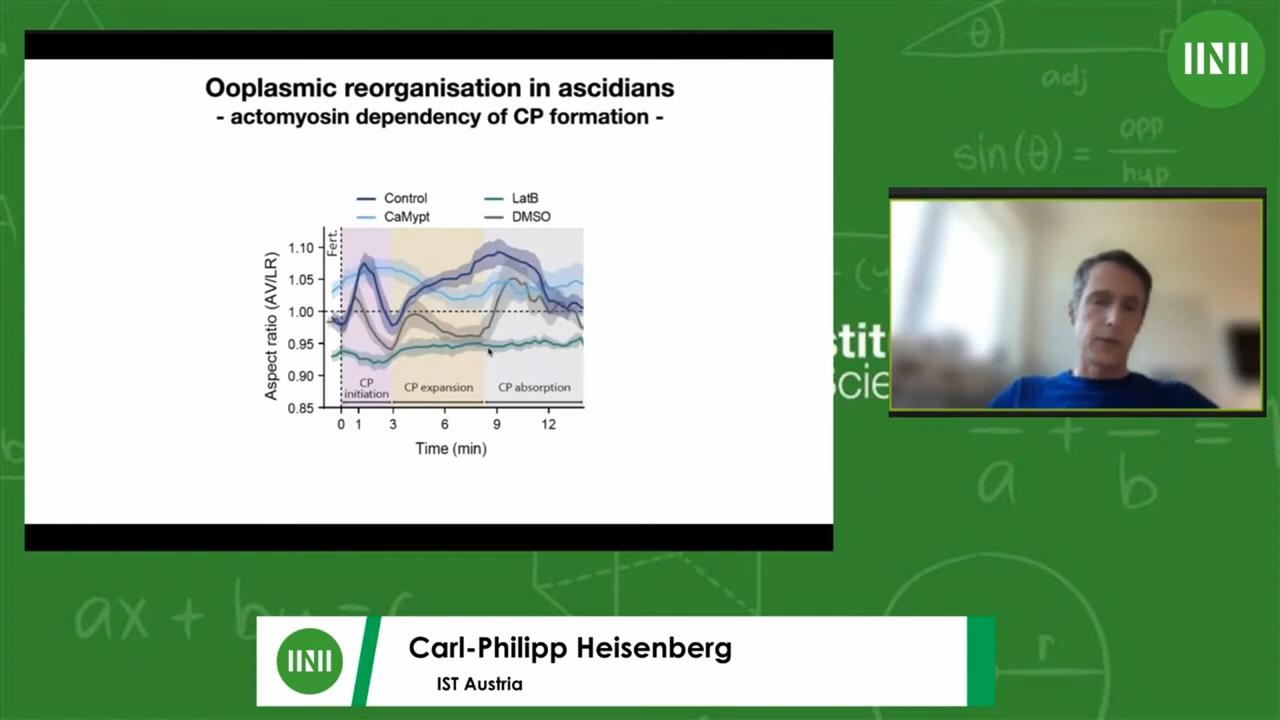 Ooplasmic reorganisation in ascidians
- actomyosin dependency of CP formation -
Control
LatB
CaMypt
DMSO
Fert.
Aspect ratio (AV/LR)
1.10
1.05
1.00
0.95
0.90
0.85
CP initiation
CP expansion
CP absorption
0 1 3 6 9 12
Time (min)
θ
adj
sin(θ) = opp
hyp
stit
Scie
a
b
ax + b
r
Carl-Philipp Heisenberg
IST Austria